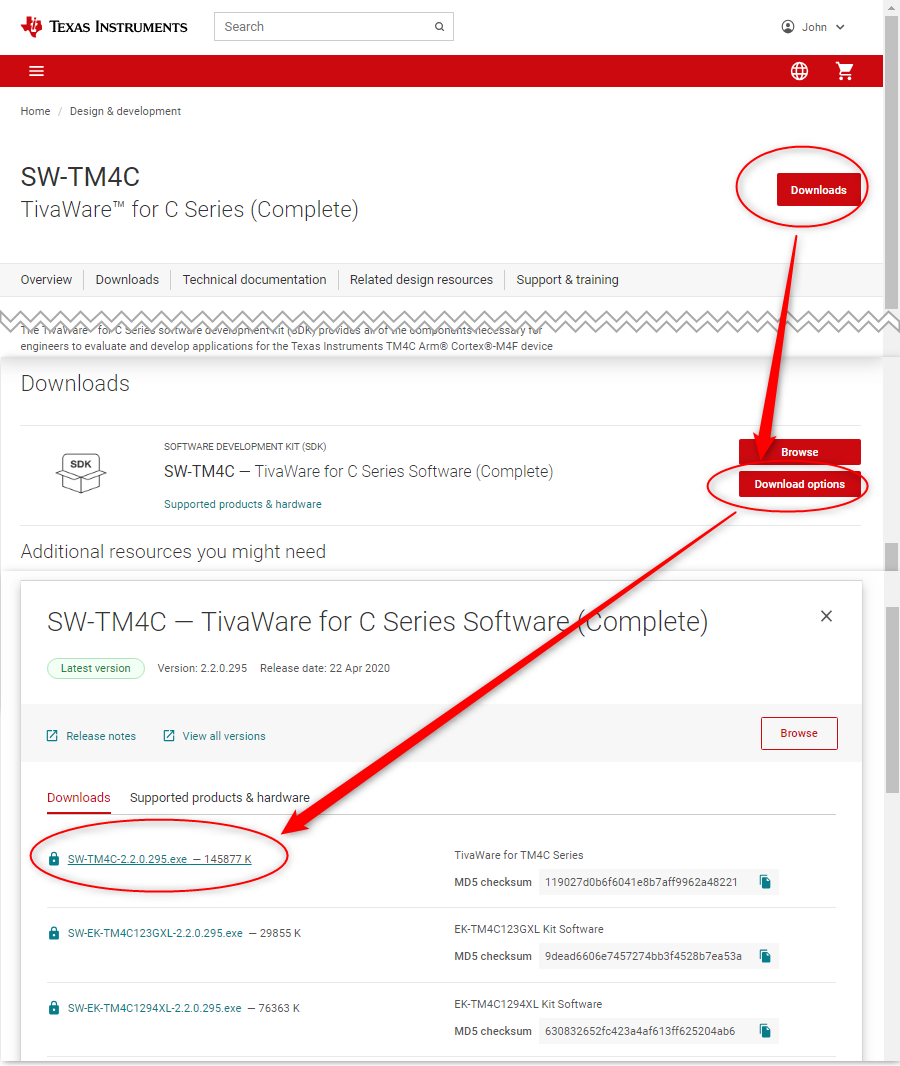 TEXAS INSTRUMENTS
Search
John
Home / Design & development
SW-TM4C
TivaWare™ for C Series (Complete)
Downloads
Overview
Downloads
Technical documentation
Related design resources
Support & training
The TivaWare™ for C Series software development kit (SDK) provides all of the components necessary for
engineers to evaluate and develop applications for the Texas Instruments TM4C Arm® Cortex®-M4F device
Downloads
SDK
SOFTWARE DEVELOPMENT KIT (SDK)
SW-TM4C — TivaWare for C Series Software (Complete)
Supported products & hardware
Browse
Download options
Additional resources you might need
SW-TM4C — TivaWare for C Series Software (Complete)
Latest version
Version: 2.2.0.295
Release date: 22 Apr 2020
Release notes
View all versions
Browse
Downloads
Supported products & hardware
SW-TM4C-2.2.0.295.exe — 145877 K
TivaWare for TM4C Series
MD5 checksum 119027d0b6f6041e8b7aff9962a48221
SW-EK-TM4C123GXL-2.2.0.295.exe — 29855 K
EK-TM4C123GXL Kit Software
MD5 checksum 9dead6606e7457274bb3f4528b7ea53a
SW-EK-TM4C1294XL-2.2.0.295.exe — 76363 K
EK-TM4C1294XL Kit Software
MD5 checksum 630832652fc423a4af613ff625204ab6